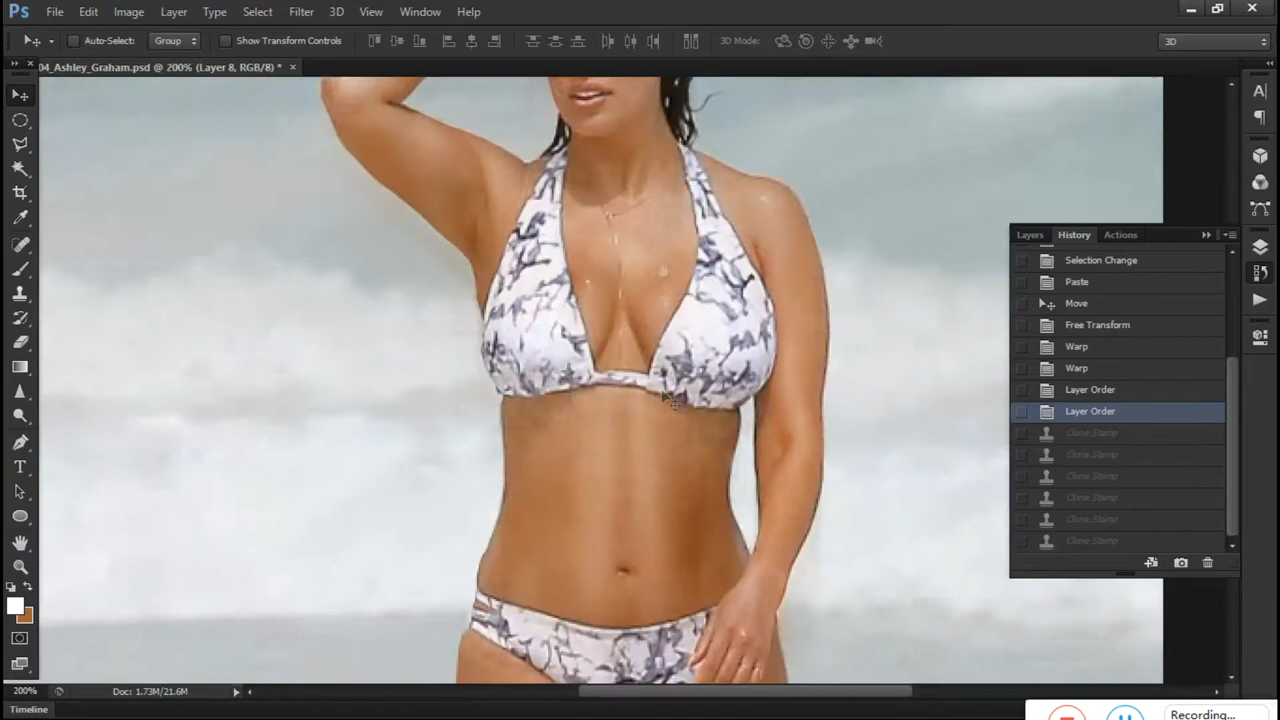 Ps File Edit Image Layer Type Select Filter 3D View Window Help
Auto-Select: Group Show Transform Controls 3D Mode: 3D
04_Ashley_Graham.psd @ 200% (Layer 8, RGB/8) * ×
Layers History Actions
Selection Change
Paste
Move
Free Transform
Warp
Warp
Layer Order
Layer Order
Clone Stamp
Clone Stamp
Clone Stamp
Clone Stamp
Clone Stamp
Clone Stamp
200% Doc: 1.73M/21.6M
Timeline
Recording...